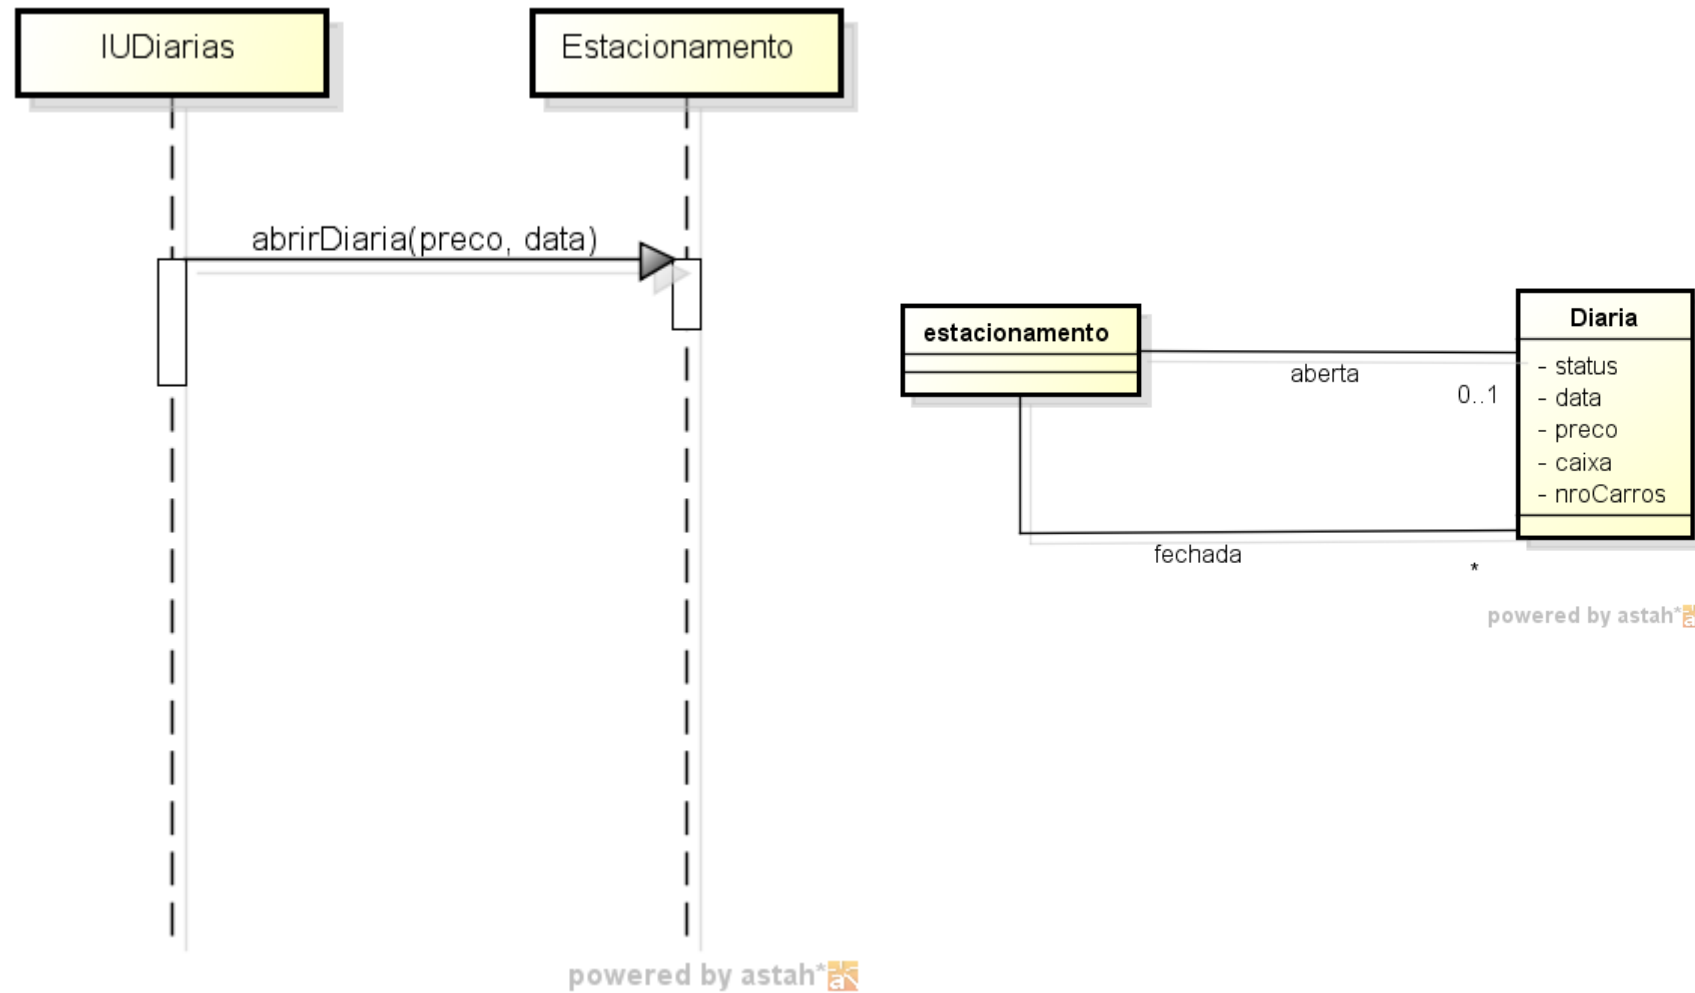 IUDiarias
Estacionamento
abrirDiaria(preco, data)
powered by astah*
estacionamento
aberta
0..1
Diaria
- status
- data
- preco
- caixa
- nroCarros
fechada
*
powered by astah*